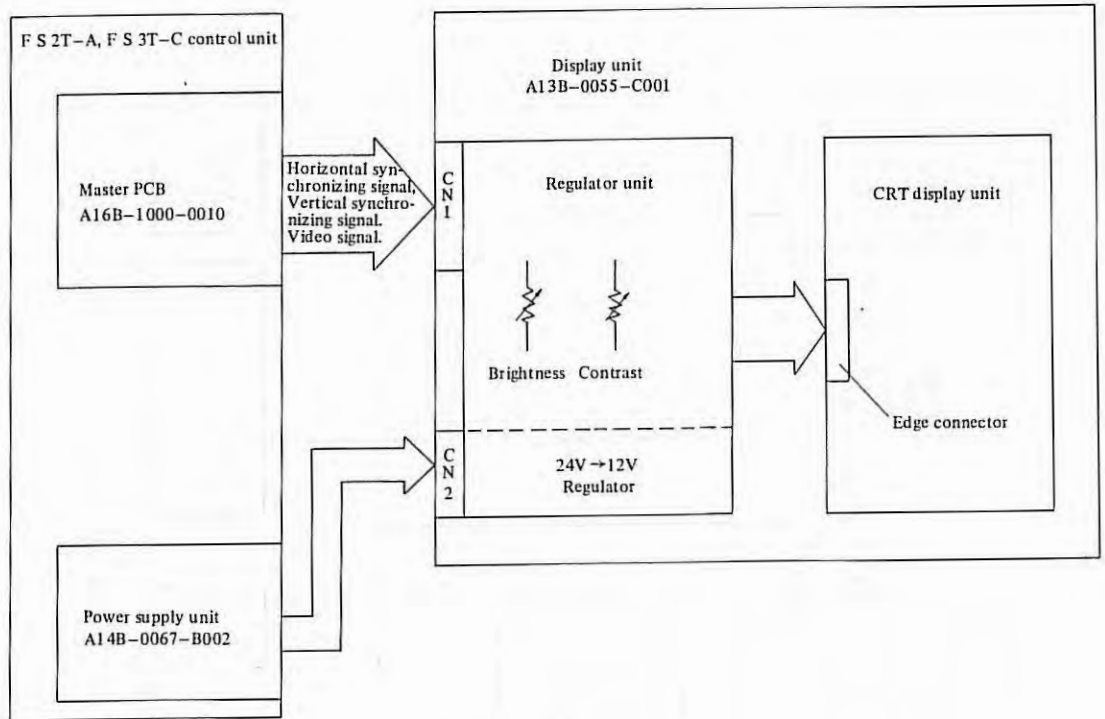 F S 2T-A, F S 3T-C control unit
Master PCB
A16B-1000-0010
Horizontal syn-
chronizing signal,
Vertical synchro-
nizing signal.
Video signal.
Power supply unit
A14B-0067-B002
Display unit
A13B-0055-C001
CN1
Regulator unit
Brightness Contrast
CN2
24V→12V
Regulator
CRT display unit
Edge connector